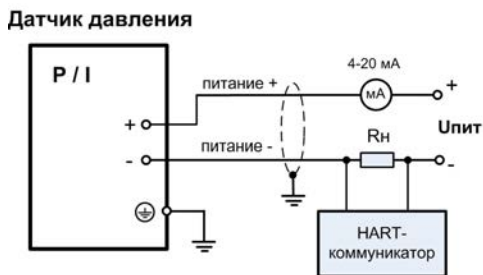 Датчик давления
P / I
4-20 мА
питание +
мА
+
+
Uпит
питание -
Rн
-
-
HART-
коммуникатор